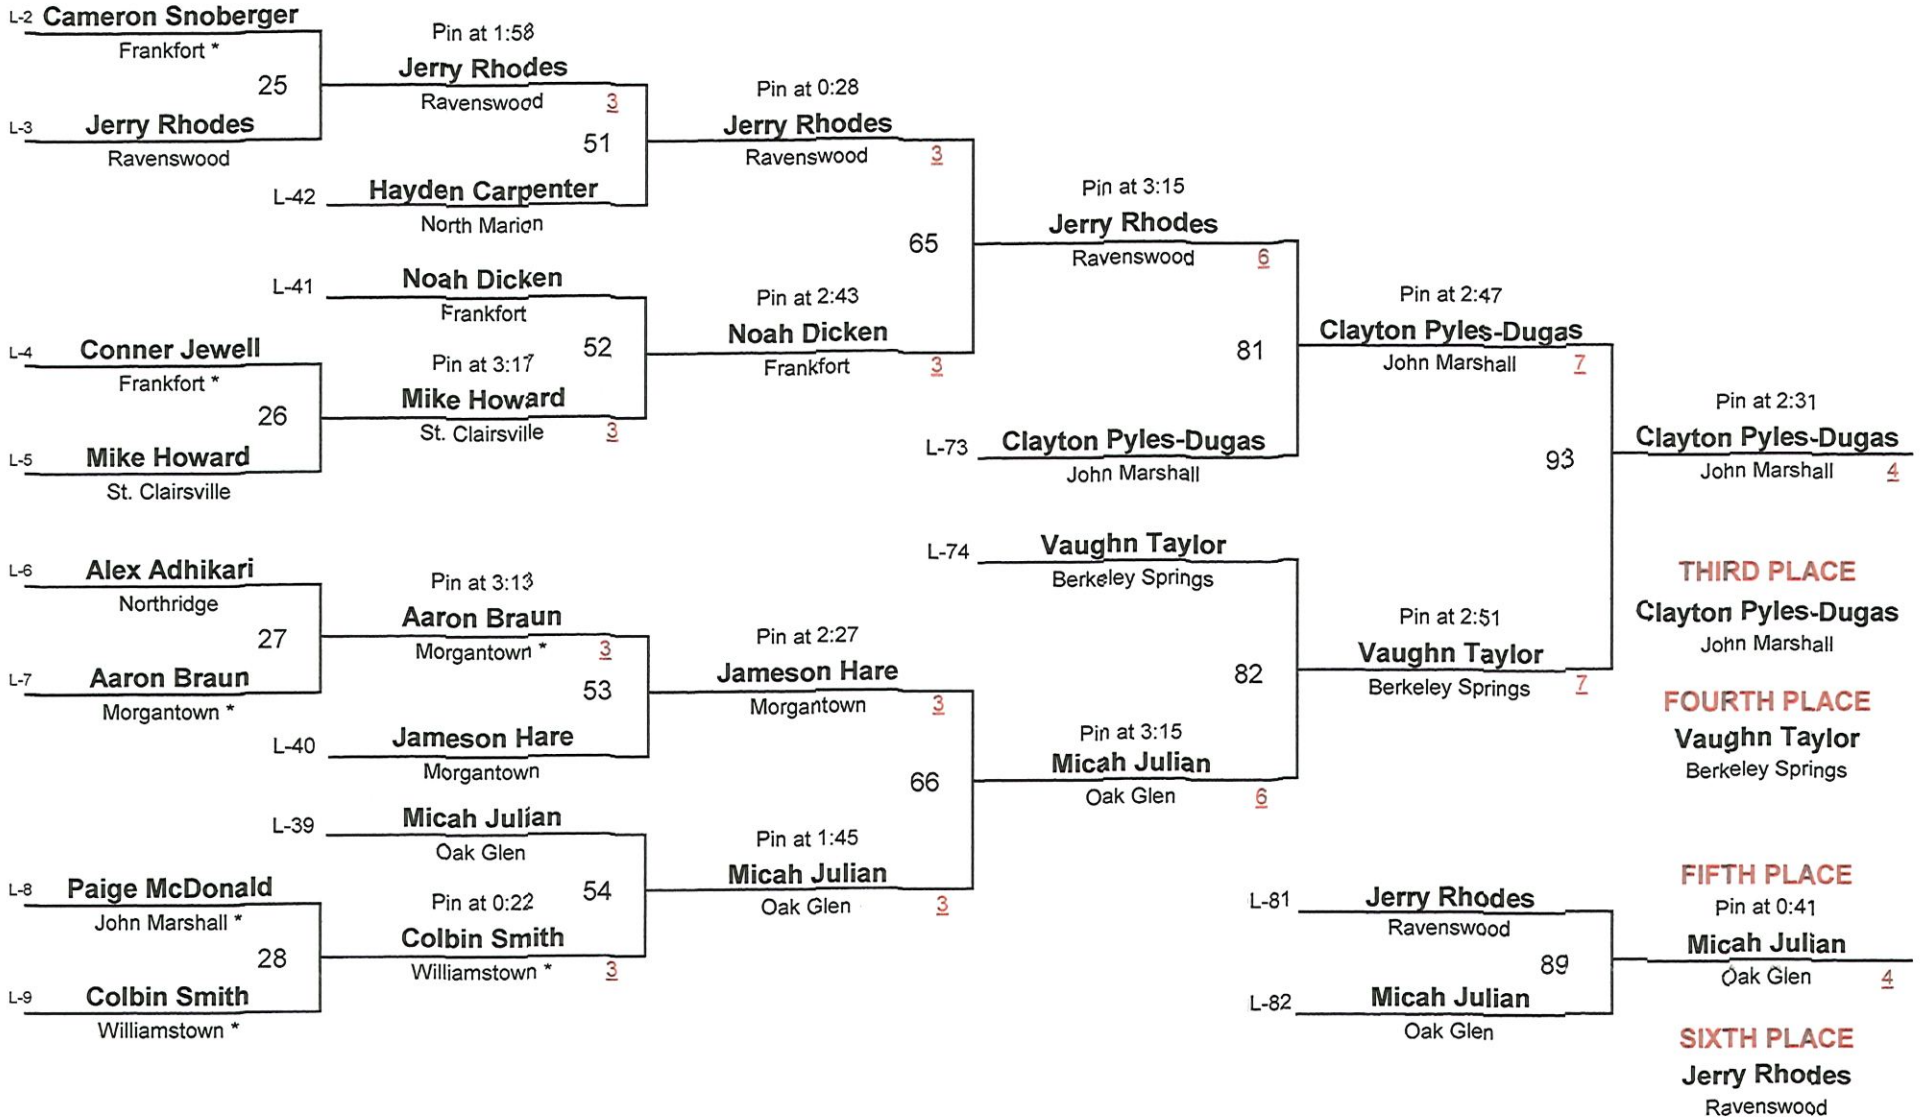 L-2 Cameron Snoberger
Frankfort *
25
L-3 Jerry Rhodes
Ravenswood
Pin at 1:58
Jerry Rhodes
Ravenswood 3
51
L-42 Hayden Carpenter
North Marion
Pin at 0:28
Jerry Rhodes
Ravenswood 3
65
L-41 Noah Dicken
Frankfort
52
L-4 Conner Jewell
Frankfort *
26
L-5 Mike Howard
St. Clairsville
Pin at 3:17
Mike Howard
St. Clairsville 3
Pin at 2:43
Noah Dicken
Frankfort 3
Pin at 3:15
Jerry Rhodes
Ravenswood 6
81
L-73 Clayton Pyles-Dugas
John Marshall
Pin at 2:47
Clayton Pyles-Dugas
John Marshall 7
93
Pin at 2:31
Clayton Pyles-Dugas
John Marshall 4
L-6 Alex Adhikari
Northridge
27
L-7 Aaron Braun
Morgantown *
Pin at 3:13
Aaron Braun
Morgantown * 3
53
L-40 Jameson Hare
Morgantown
Pin at 2:27
Jameson Hare
Morgantown 3
66
L-39 Micah Julian
Oak Glen
54
L-8 Paige McDonald
John Marshall *
28
L-9 Colbin Smith
Williamstown *
Pin at 0:22
Colbin Smith
Williamstown * 3
Pin at 1:45
Micah Julian
Oak Glen 3
L-74 Vaughn Taylor
Berkeley Springs
82
Pin at 3:15
Micah Julian
Oak Glen 6
Pin at 2:51
Vaughn Taylor
Berkeley Springs 7
THIRD PLACE
Clayton Pyles-Dugas
John Marshall
FOURTH PLACE
Vaughn Taylor
Berkeley Springs
L-81 Jerry Rhodes
Ravenswood
89
L-82 Micah Julian
Oak Glen
FIFTH PLACE
Pin at 0:41
Micah Julian
Oak Glen 4
SIXTH PLACE
Jerry Rhodes
Ravenswood